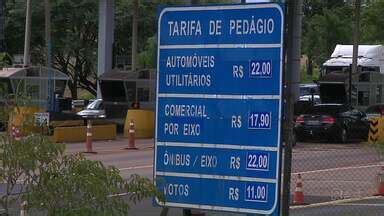 TARIFA DE PEDÁGIO
AUTOMÓVEIS
UTILITÁRIOS
R$ 22.00
COMERCIAL
POR EIXO
R$ 17.90
ÔNIBUS / EIXO R$ 22.00
MOTOS R$ 11.00